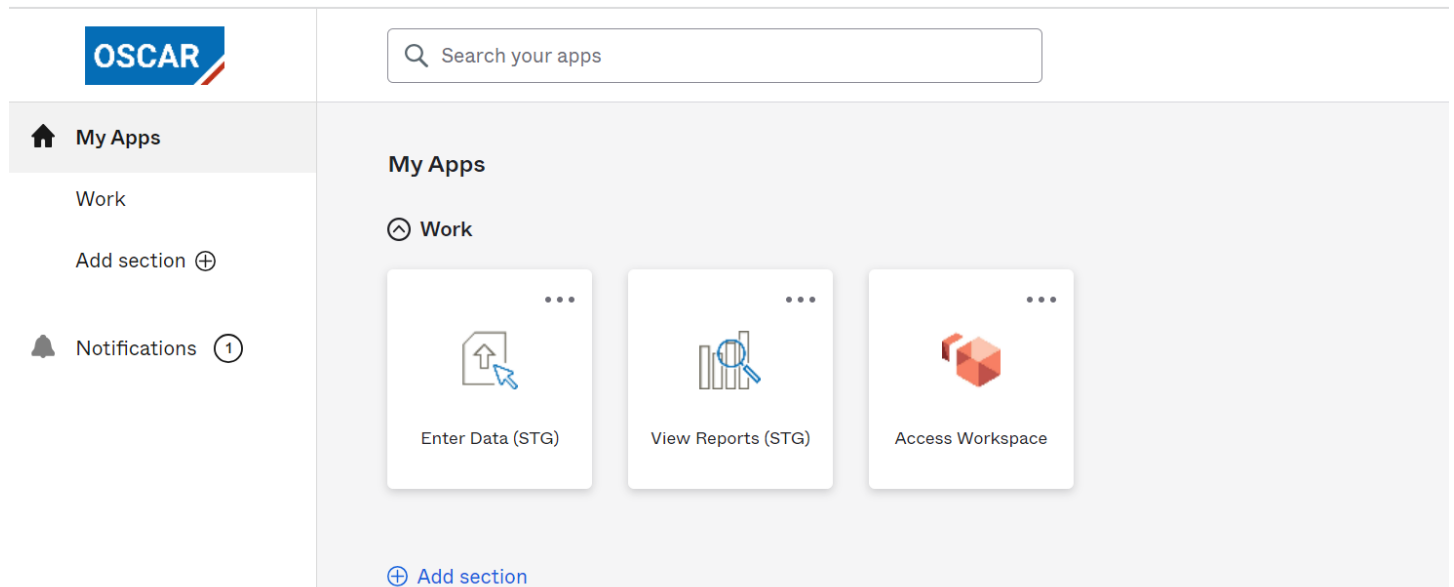 OSCAR
Search your apps
My Apps
Work
Add section
Notifications 1
My Apps
Work
Enter Data (STG)
View Reports (STG)
Access Workspace
Add section